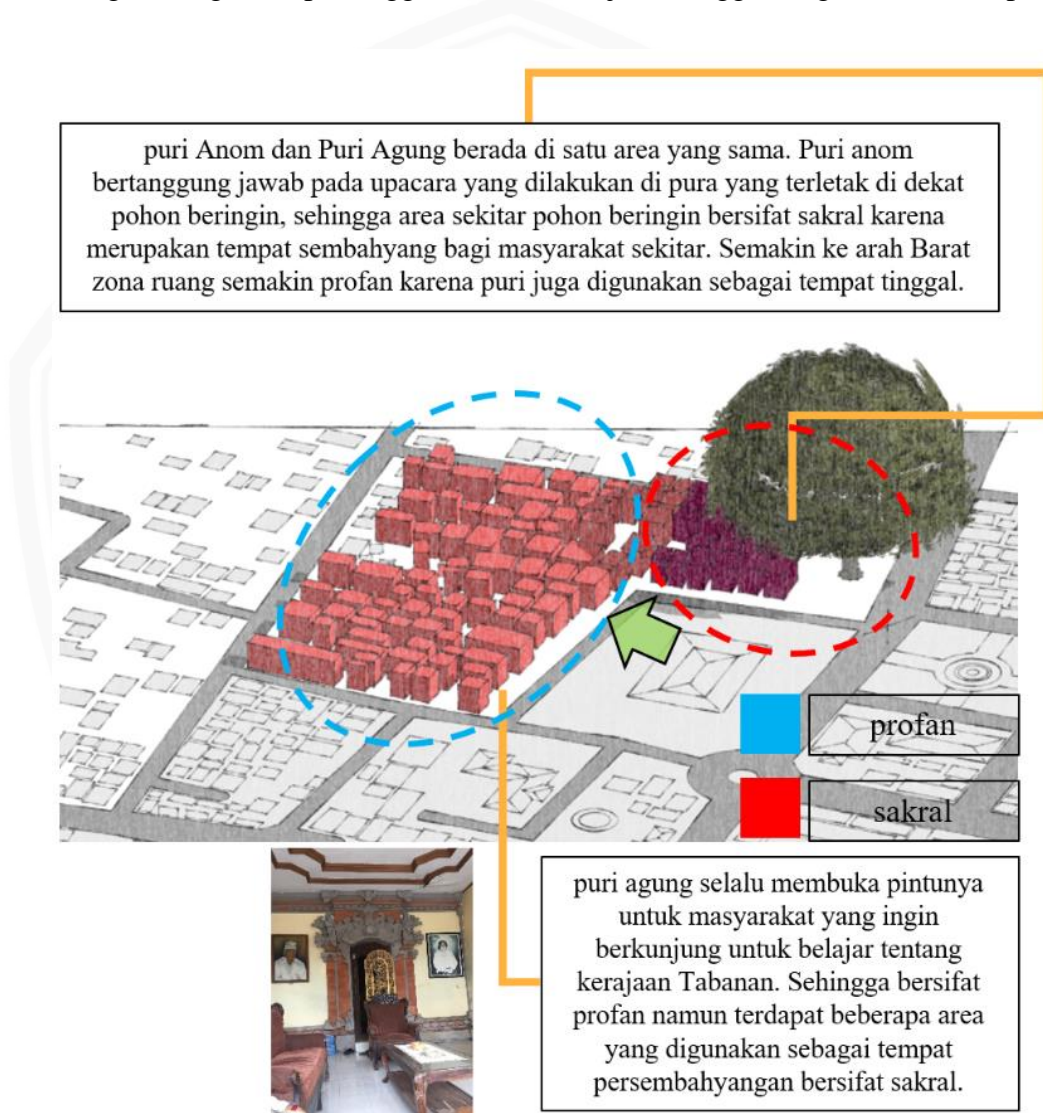 puri Anom dan Puri Agung berada di satu area yang sama. Puri anom
bertanggung jawab pada upacara yang dilakukan di pura yang terletak di dekat
pohon beringin, sehingga area sekitar pohon beringin bersifat sakral karena
merupakan tempat sembahyang bagi masyarakat sekitar. Semakin ke arah Barat
zona ruang semakin profan karena puri juga digunakan sebagai tempat tinggal.
profan
sakral
puri agung selalu membuka pintunya
untuk masyarakat yang ingin
berkunjung untuk belajar tentang
kerajaan Tabanan. Sehingga bersifat
profan namun terdapat beberapa area
yang digunakan sebagai tempat
persembahyangan bersifat sakral.